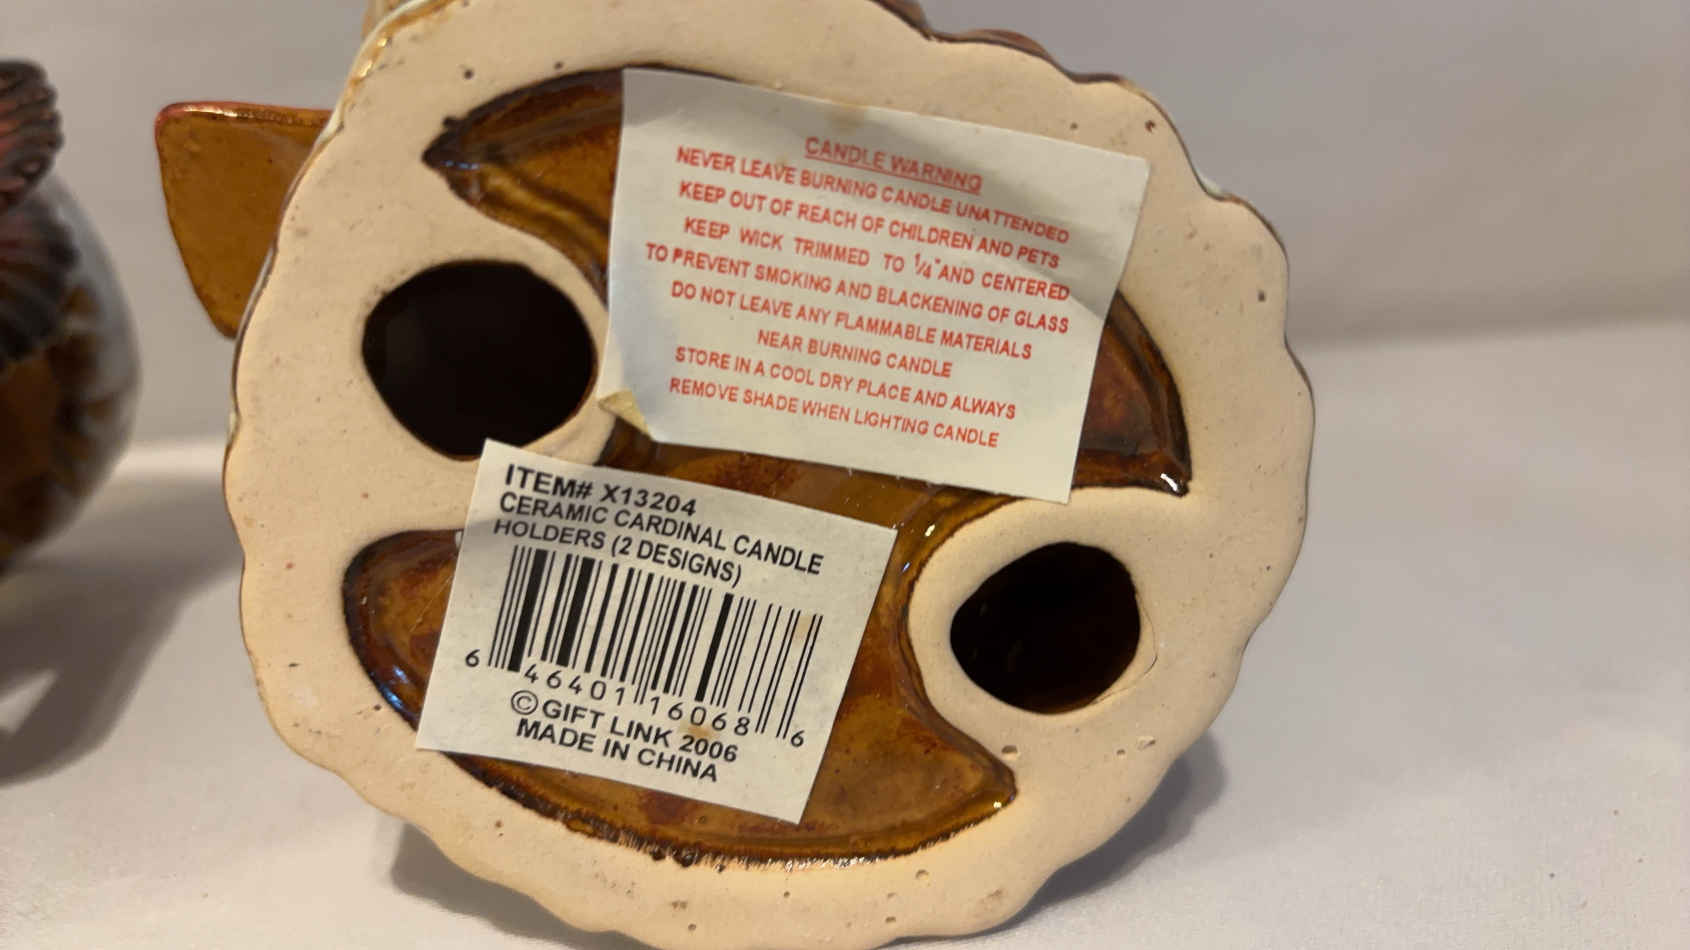 CANDLE WARNING
NEVER LEAVE BURNING CANDLE UNATTENDED
KEEP OUT OF REACH OF CHILDREN AND PETS
KEEP WICK TRIMMED TO 1/4" AND CENTERED
TO PREVENT SMOKING AND BLACKENING OF GLASS
DO NOT LEAVE ANY FLAMMABLE MATERIALS
NEAR BURNING CANDLE
STORE IN A COOL DRY PLACE AND ALWAYS
REMOVE SHADE WHEN LIGHTING CANDLE
ITEM# X13204
CERAMIC CARDINAL CANDLE
HOLDERS (2 DESIGNS)
6 46401 16068 6
©GIFT LINK 2006
MADE IN CHINA